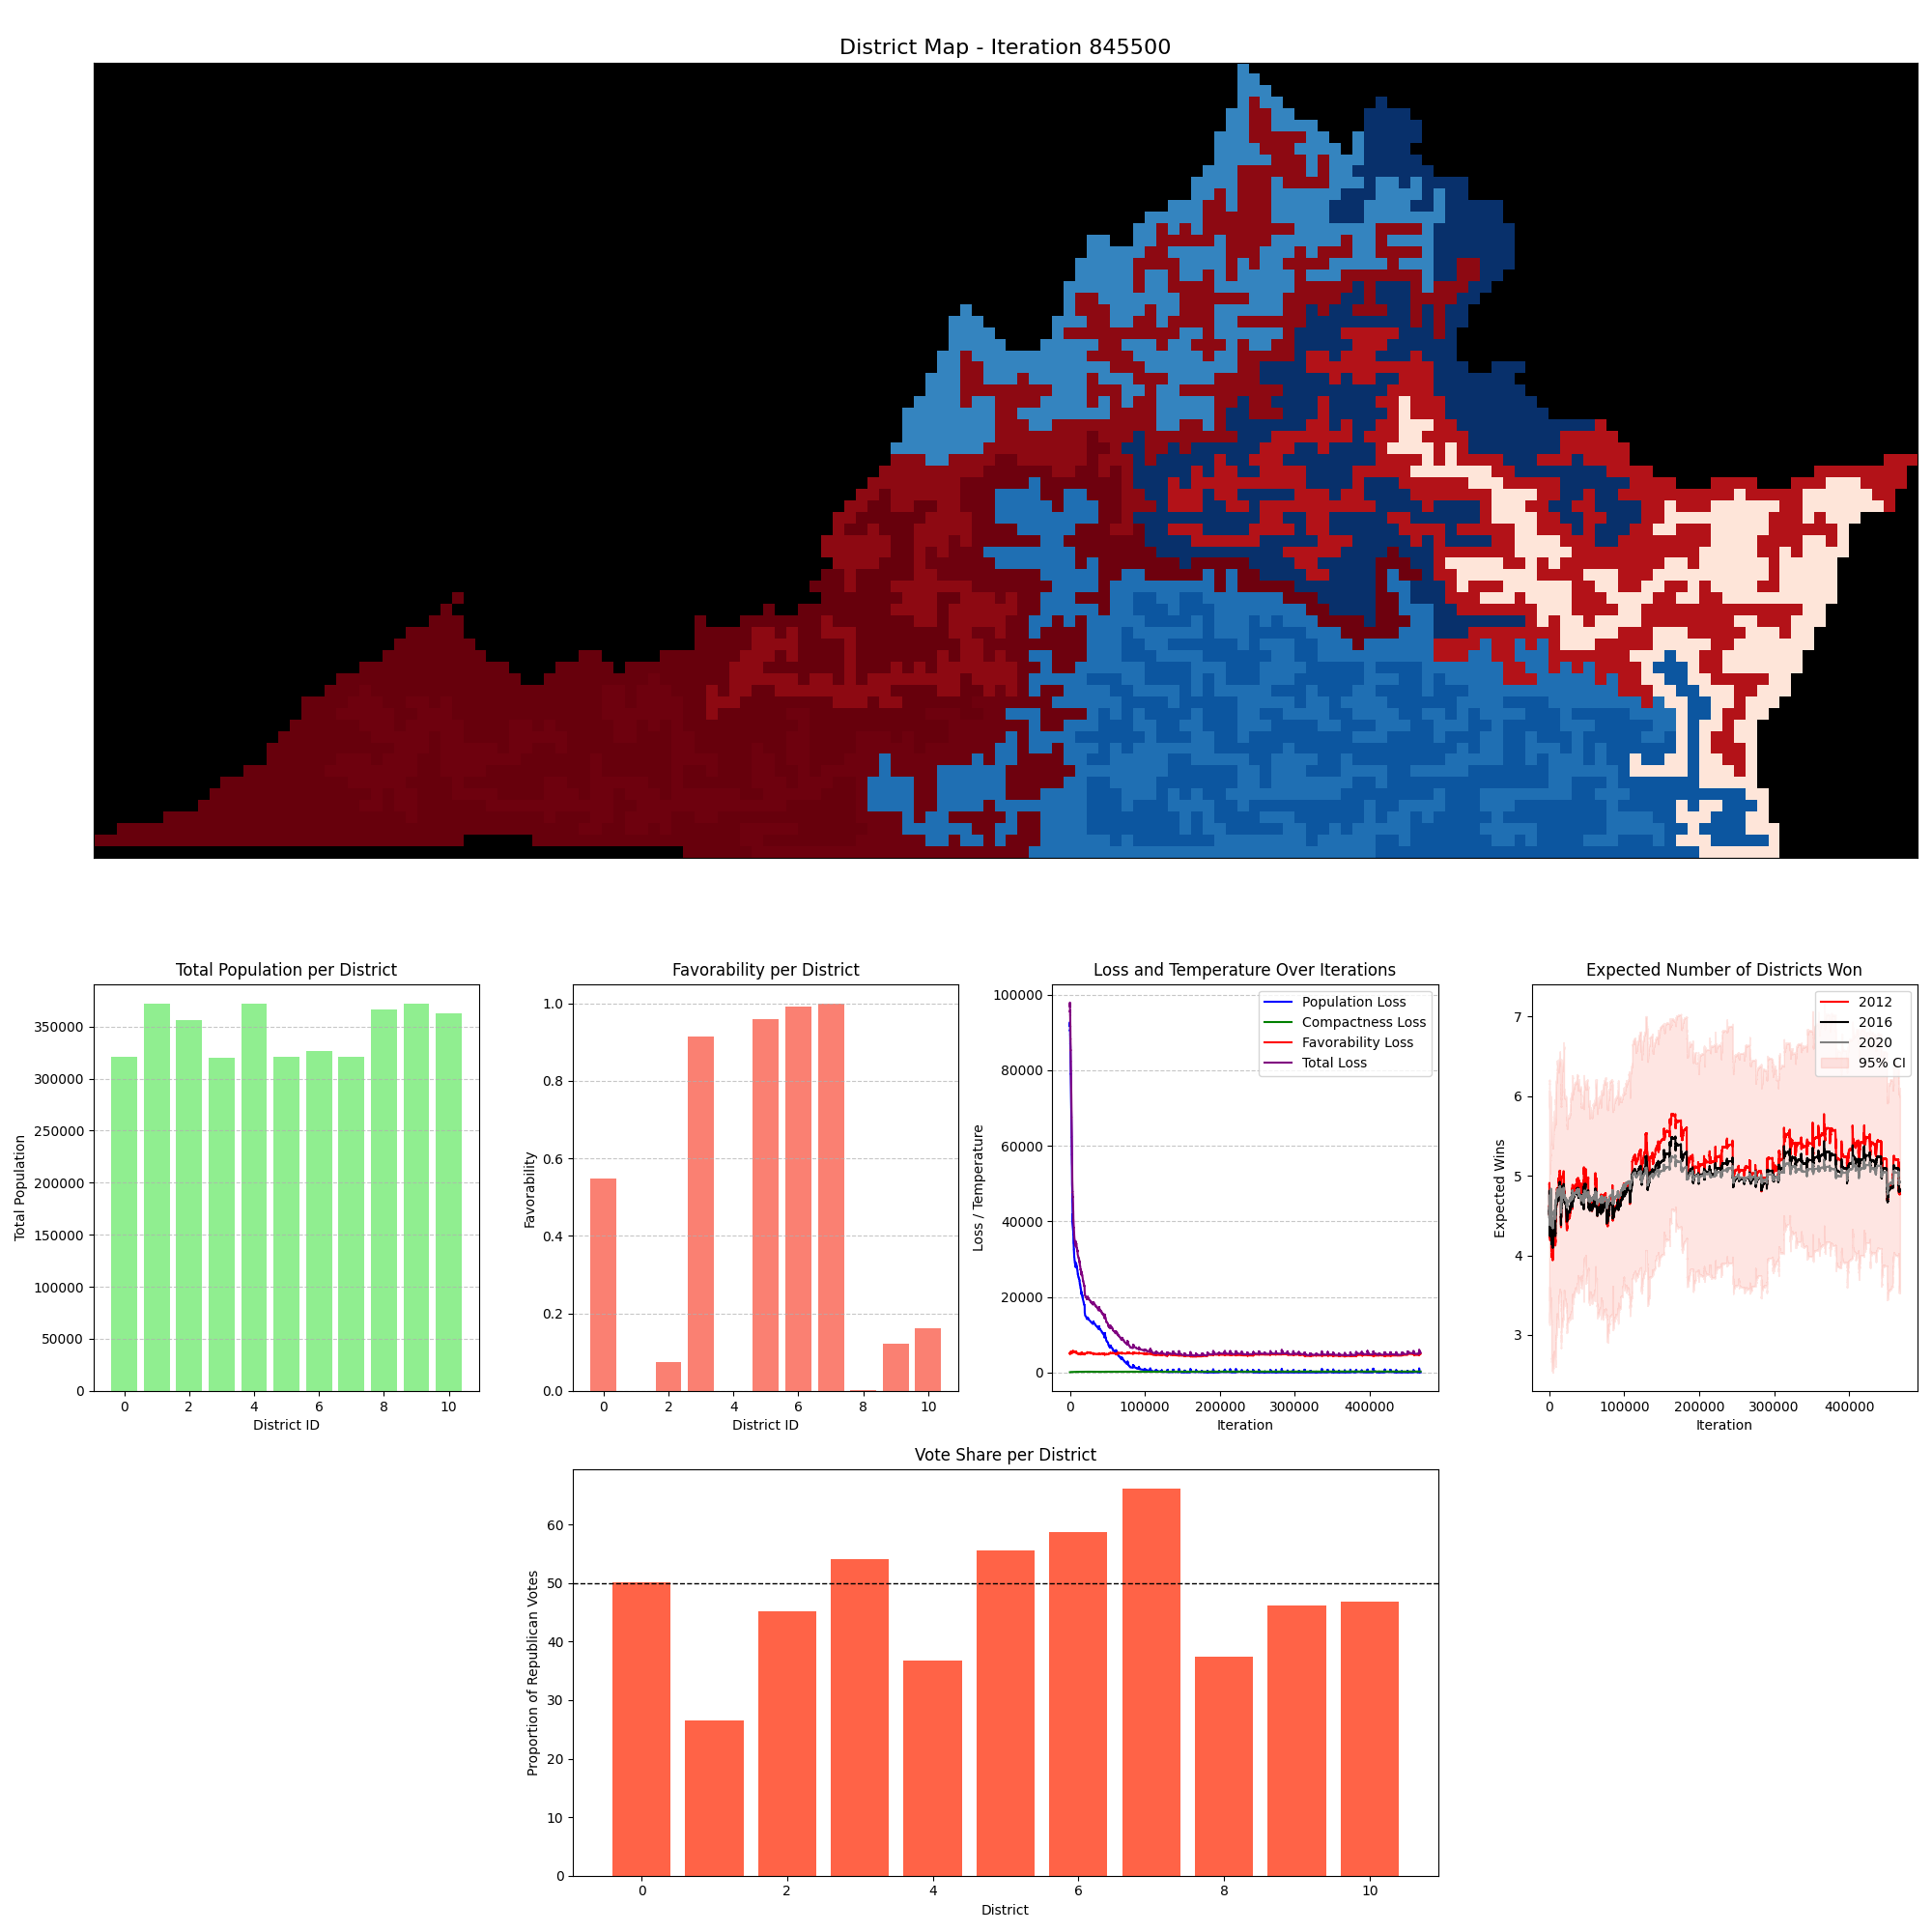 District Map - Iteration 845500
Total Population per District
Total Population
350000
300000
250000
200000
150000
100000
50000
0
0 2 4 6 8 10
District ID
Favorability per District
Favorability
1.0
0.8
0.6
0.4
0.2
0.0
0 2 4 6 8 10
District ID
Loss and Temperature Over Iterations
Loss / Temperature
100000
80000
60000
40000
20000
0
Population Loss
Compactness Loss
Favorability Loss
Total Loss
0 100000 200000 300000 400000
Iteration
Expected Number of Districts Won
Expected Wins
7
6
5
4
3
2012
2016
2020
95% CI
0 100000 200000 300000 400000
Iteration
Vote Share per District
Proportion of Republican Votes
60
50
40
30
20
10
0
0 2 4 6 8 10
District